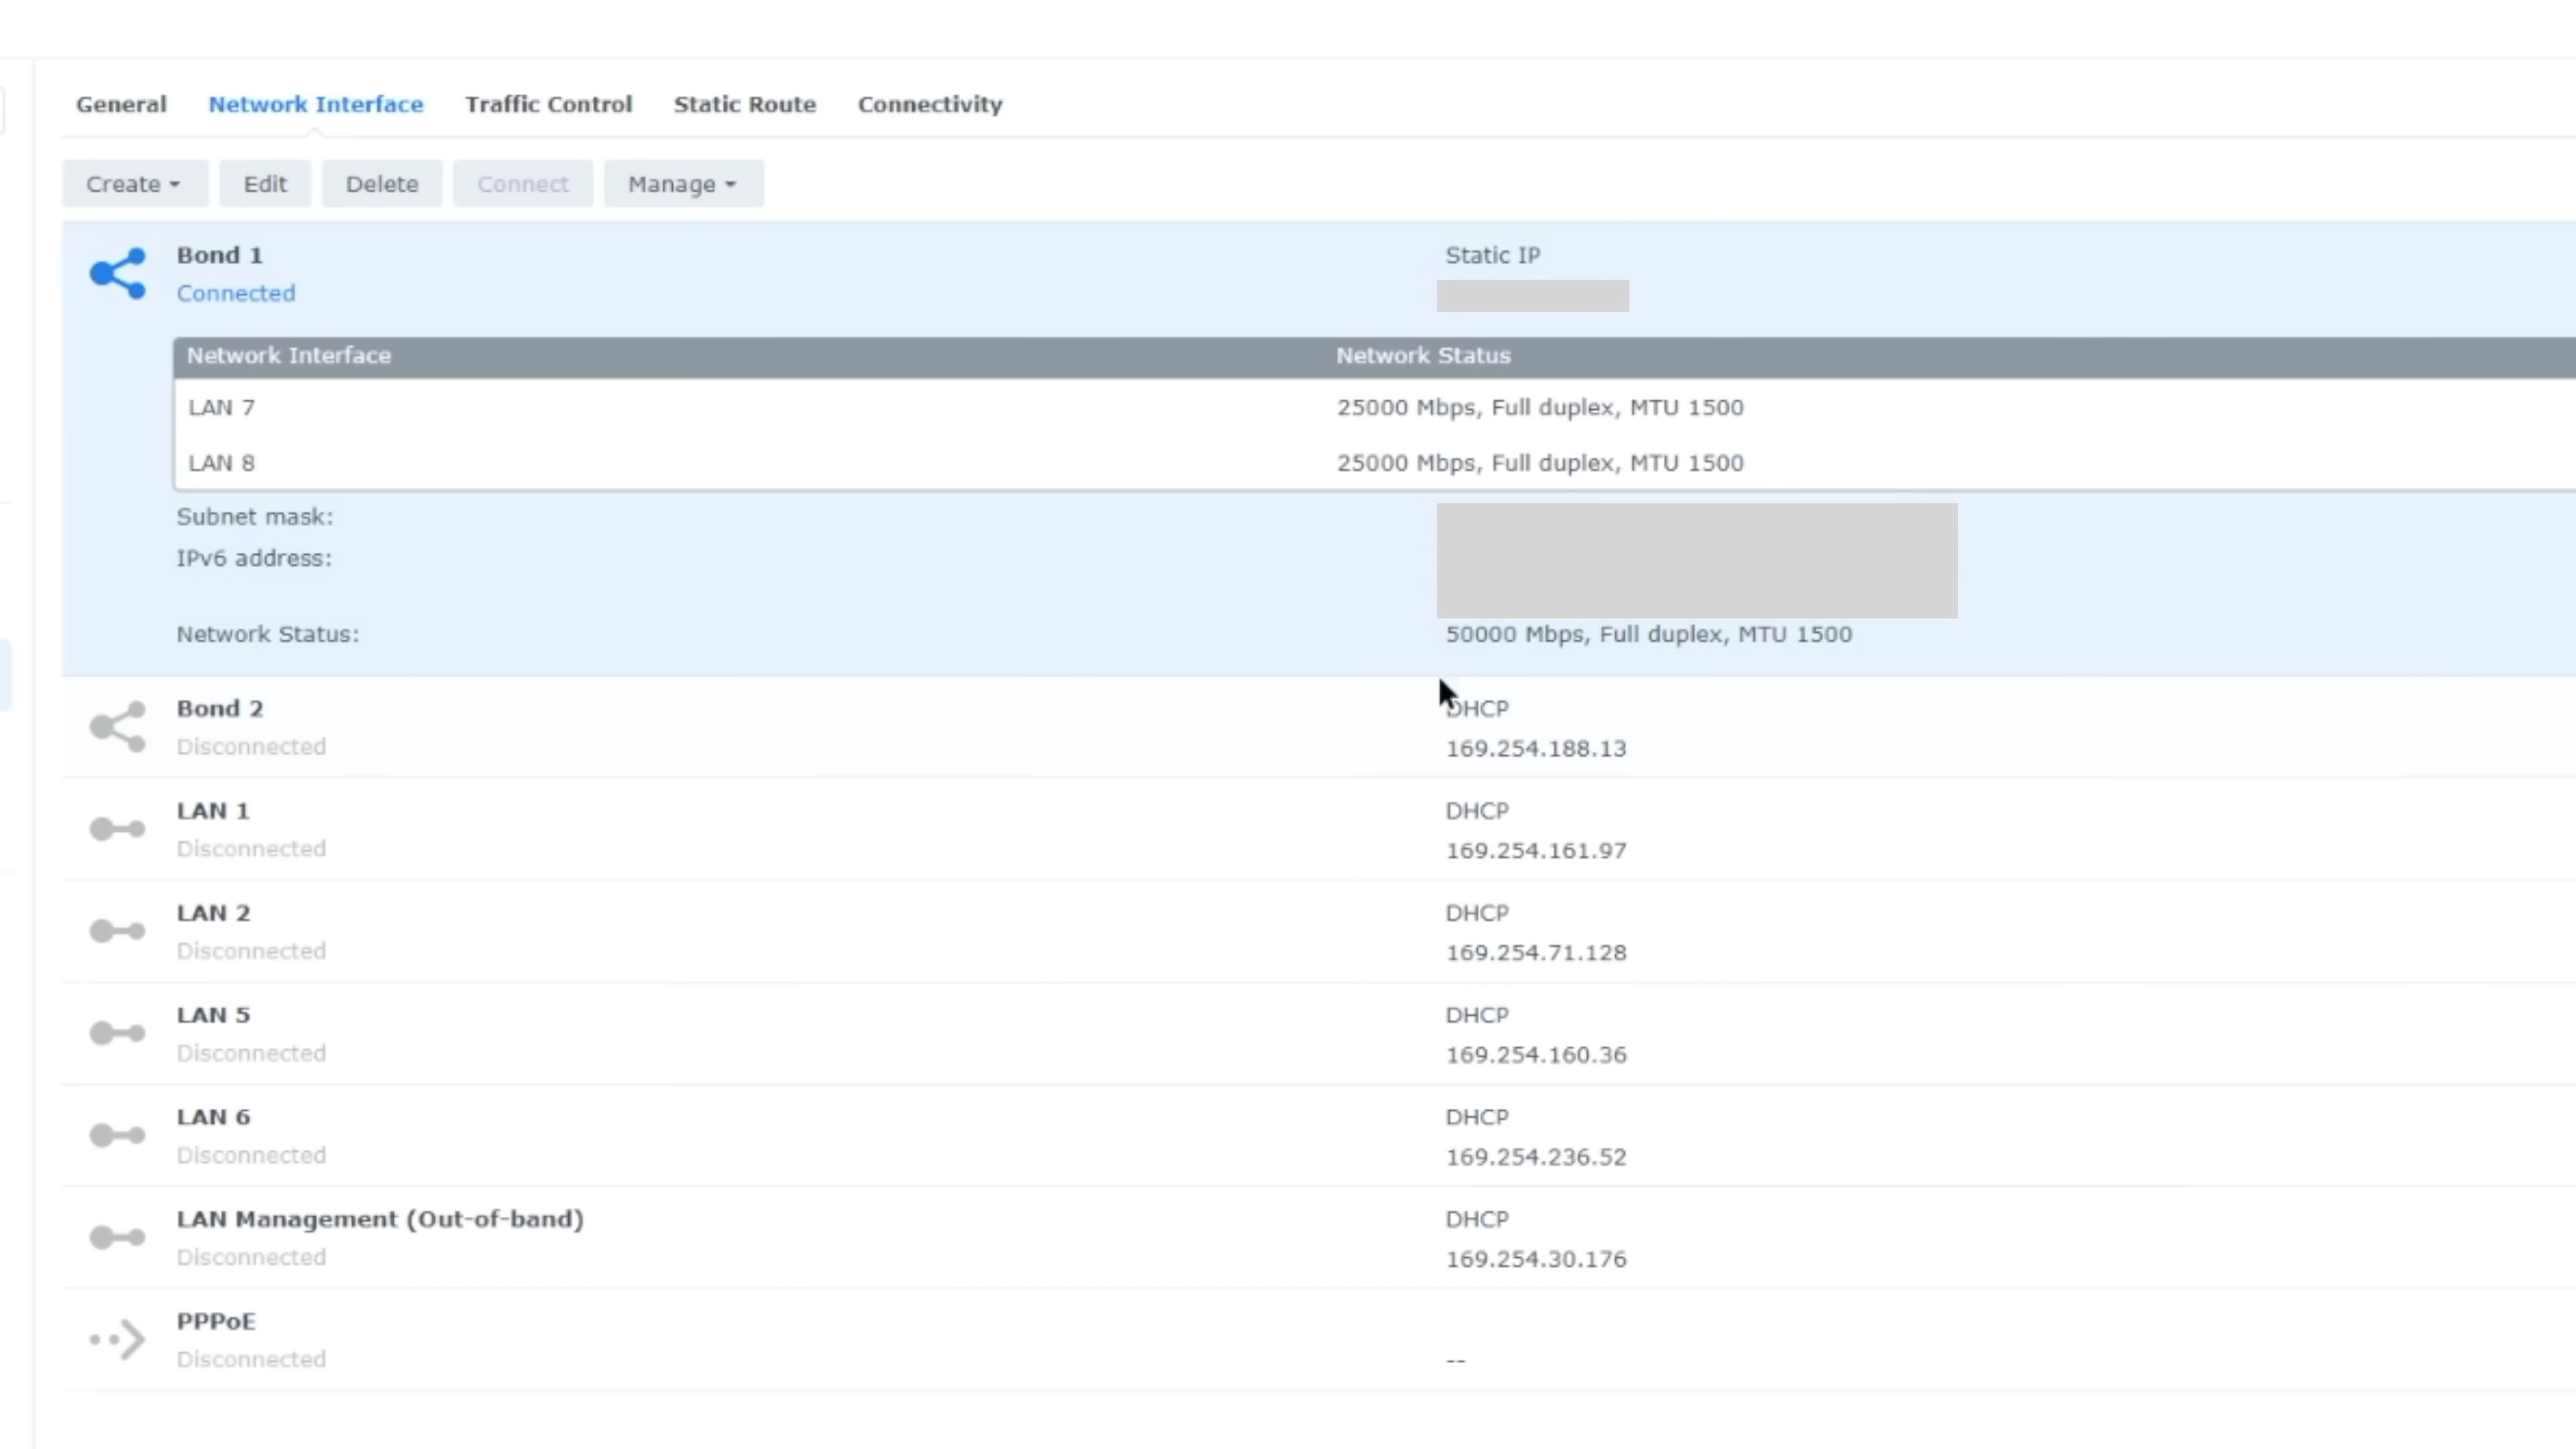 General Network Interface Traffic Control Static Route Connectivity
Create Edit Delete Connect Manage
Bond 1 Static IP
Connected
Network Interface Network Status
LAN 7 25000 Mbps, Full duplex, MTU 1500
LAN 8 25000 Mbps, Full duplex, MTU 1500
Subnet mask:
IPv6 address:
Network Status: 50000 Mbps, Full duplex, MTU 1500
Bond 2 DHCP
Disconnected 169.254.188.13
LAN 1 DHCP
Disconnected 169.254.161.97
LAN 2 DHCP
Disconnected 169.254.71.128
LAN 5 DHCP
Disconnected 169.254.160.36
LAN 6 DHCP
Disconnected 169.254.236.52
LAN Management (Out-of-band) DHCP
Disconnected 169.254.30.176
PPPoE
Disconnected --